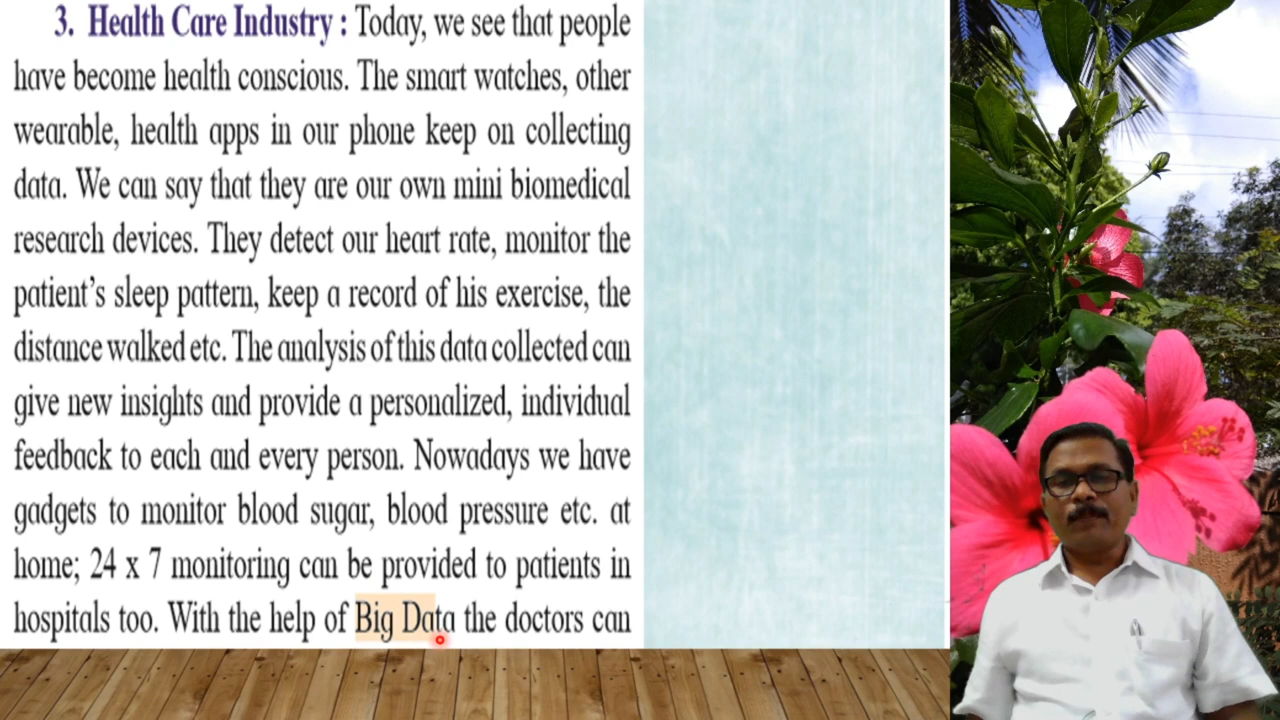 3. Health Care Industry : Today, we see that people
have become health conscious. The smart watches, other
wearable, health apps in our phone keep on collecting
data. We can say that they are our own mini biomedical
research devices. They detect our heart rate, monitor the
patient's sleep pattern, keep a record of his exercise, the
distance walked etc. The analysis of this data collected can
give new insights and provide a personalized, individual
feedback to each and every person. Nowadays we have
gadgets to monitor blood sugar, blood pressure etc. at
home; 24 x 7 monitoring can be provided to patients in
hospitals too. With the help of Big Data the doctors can